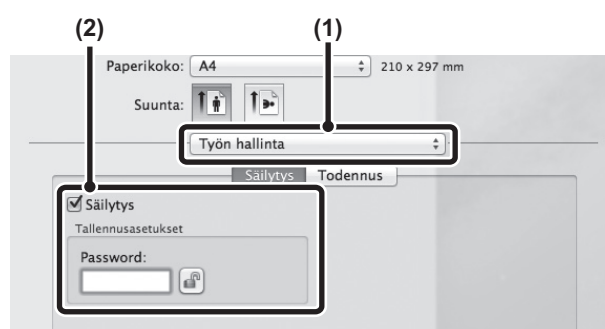 (2) (1)
Paperikoko: A4 210 x 297 mm
Suunta:
Työn hallinta
Säilytys Todennus
Säilytys
Tallennusasetukset
Password: